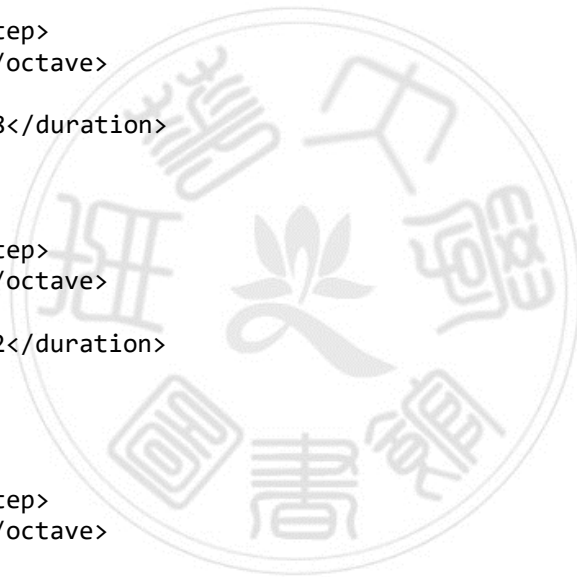 tep>
/octave>
3</duration>
tep>
/octave>
2</duration>
tep>
/octave>